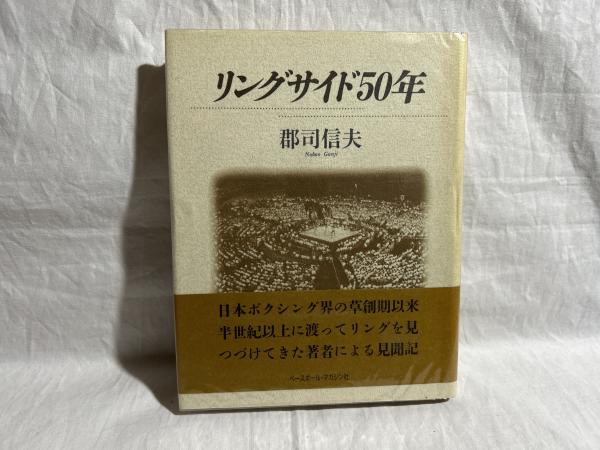 リングサイド50年
郡司信夫
Nobuo Gunji
日本ボクシング界の草創期以来
半世紀以上に渡ってリングを見
つづけてきた著者による見聞記
ベースボール・マガジン社